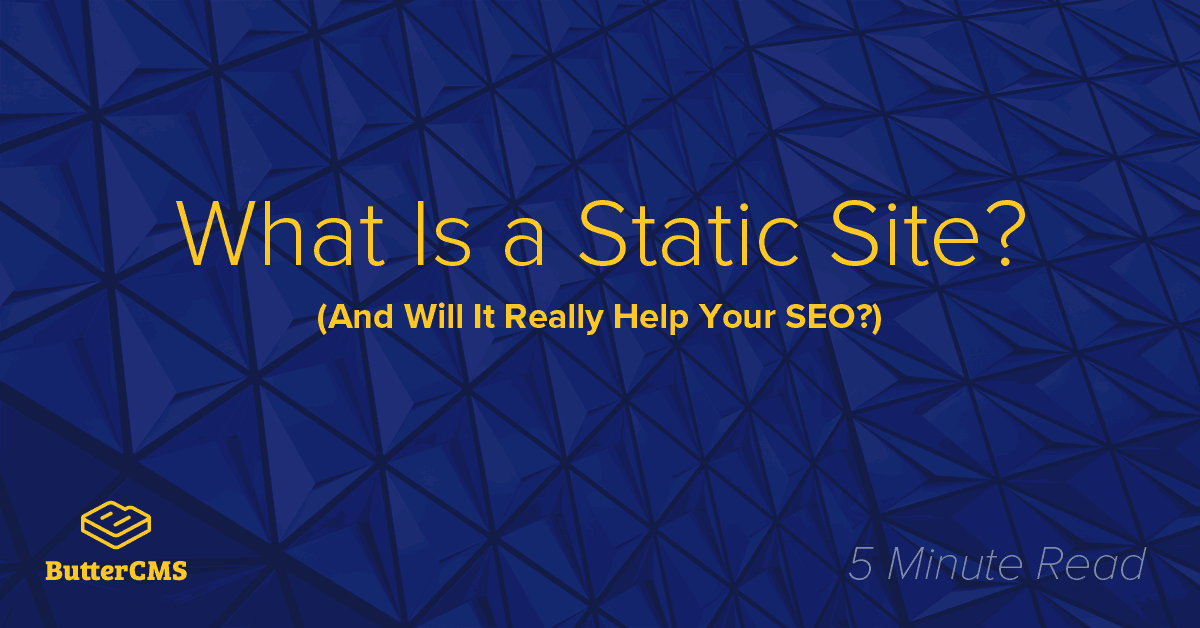 What Is a Static Site?
(And Will It Really Help Your SEO?)
ButterCMS
5 Minute Read